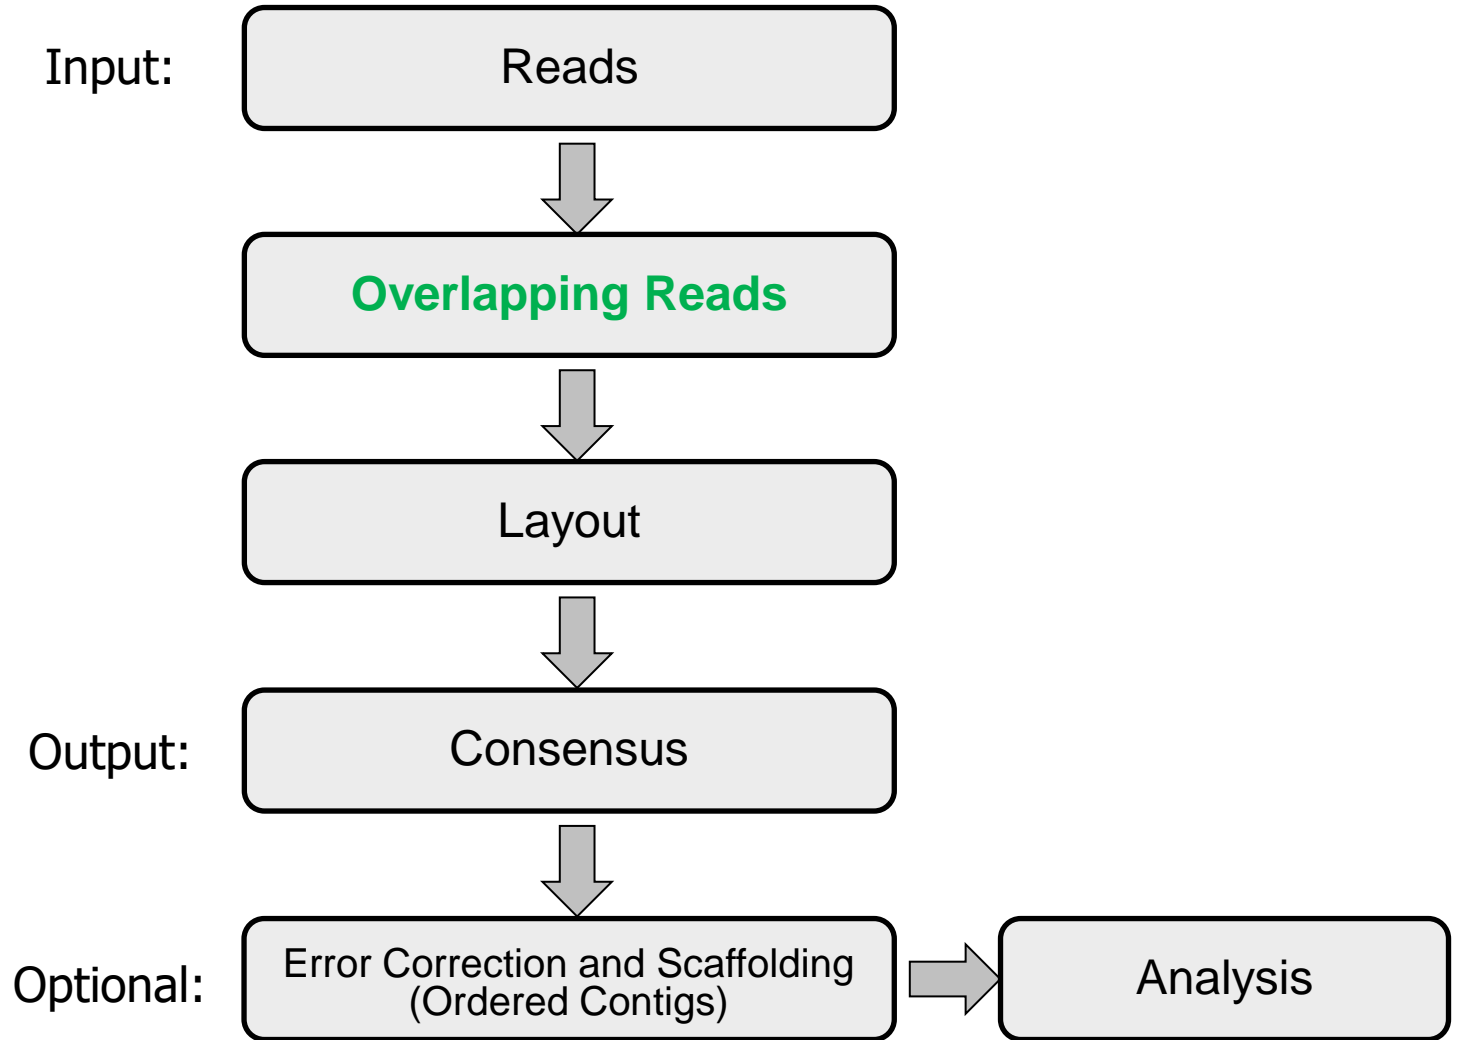 Input:
Reads
Overlapping Reads
Layout
Output:
Consensus
Optional:
Error Correction and Scaffolding
(Ordered Contigs)
Analysis